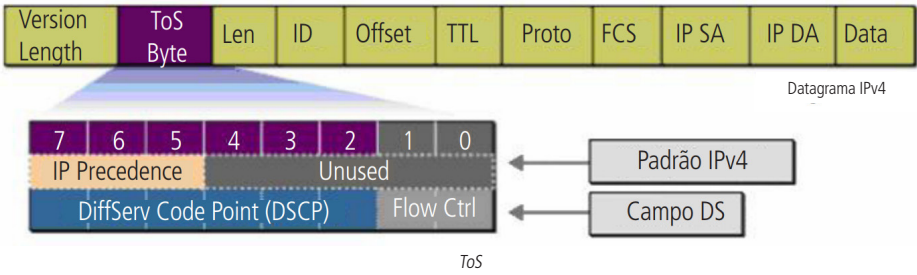 Version Length
ToS Byte
Len
ID
Offset
TTL
Proto
FCS
IP SA
IP DA
Data
Datagrama IPv4
7 6 5 4 3 2 1 0
IP Precedence
Unused
Padrão IPv4
DiffServ Code Point (DSCP)
Flow Ctrl
Campo DS
ToS